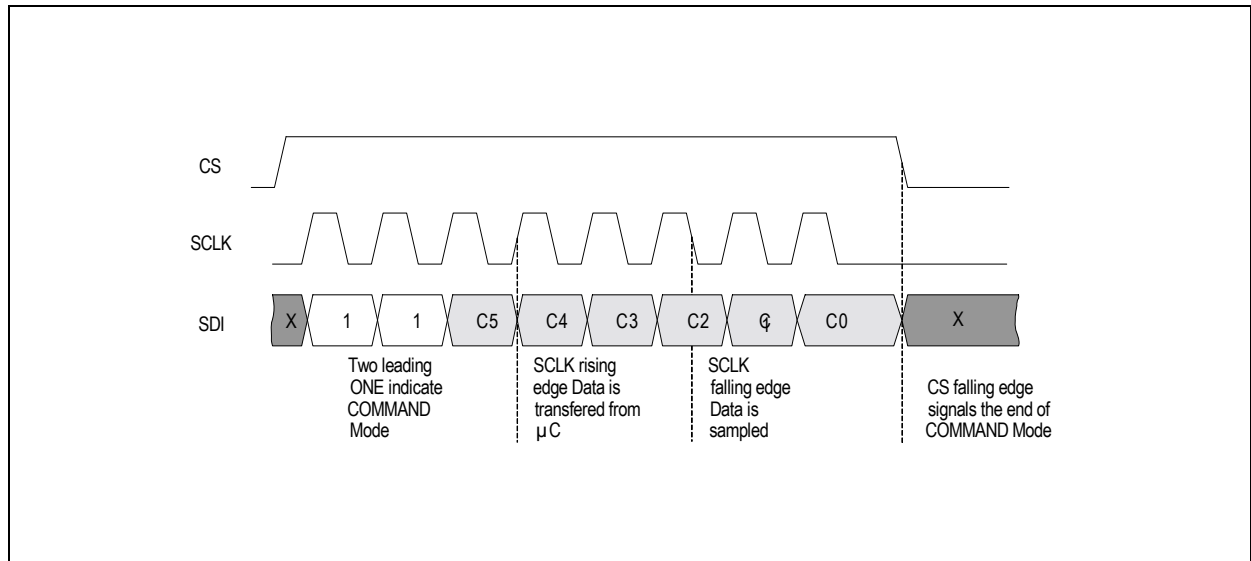 CS
SCLK
SDI
X 1 1 C5 C4 C3 C2 C1 C0 X
Two leading
ONE indicate
COMMAND
Mode
SCLK rising
edge Data is
transfered from
µC
SCLK
falling edge
Data is
sampled
CS falling edge
signals the end of
COMMAND Mode